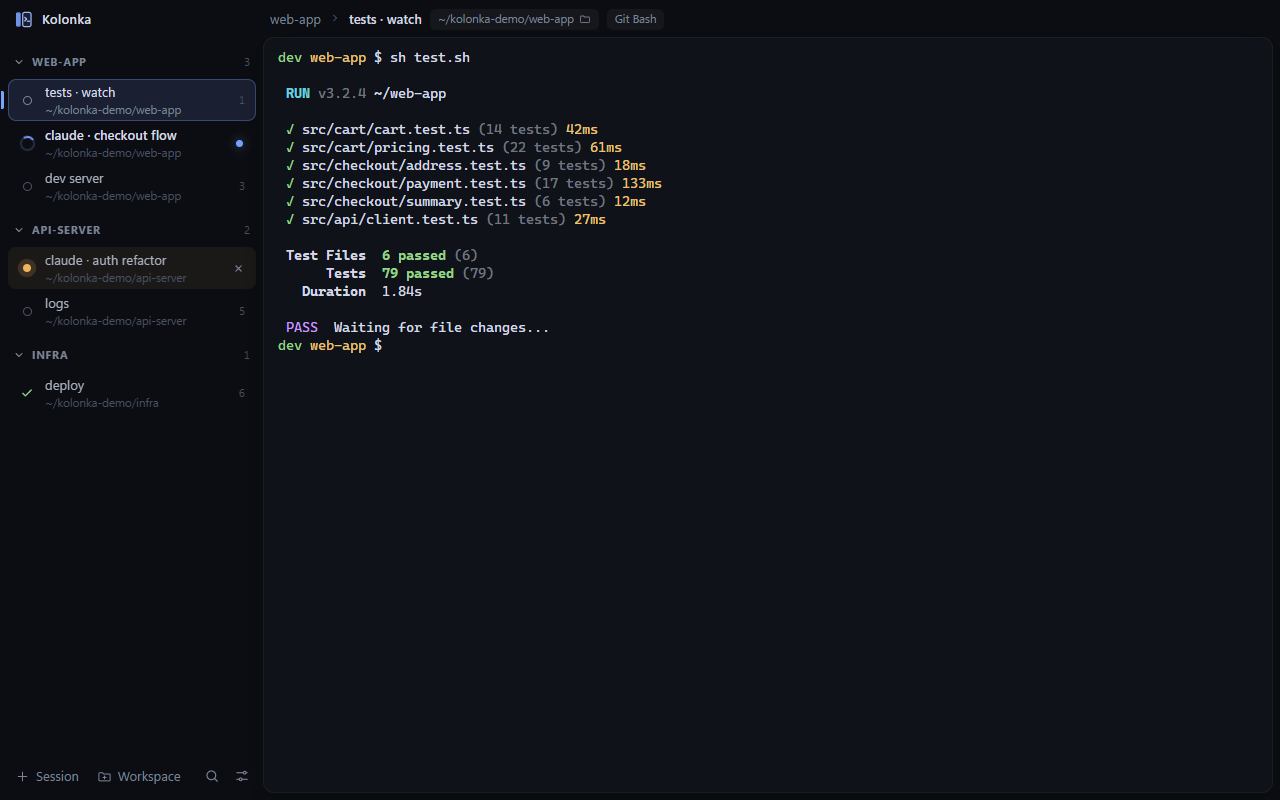 Kolonka
web-app > tests · watch ~/kolonka-demo/web-app Git Bash
WEB-APP 3
tests · watch 1
~/kolonka-demo/web-app
claude · checkout flow
~/kolonka-demo/web-app
dev server 3
~/kolonka-demo/web-app
API-SERVER 2
claude · auth refactor ×
~/kolonka-demo/api-server
logs 5
~/kolonka-demo/api-server
INFRA 1
deploy 6
~/kolonka-demo/infra
+ Session Workspace
dev web-app $ sh test.sh
RUN v3.2.4 ~/web-app
✓ src/cart/cart.test.ts (14 tests) 42ms
✓ src/cart/pricing.test.ts (22 tests) 61ms
✓ src/checkout/address.test.ts (9 tests) 18ms
✓ src/checkout/payment.test.ts (17 tests) 133ms
✓ src/checkout/summary.test.ts (6 tests) 12ms
✓ src/api/client.test.ts (11 tests) 27ms
Test Files 6 passed (6)
Tests 79 passed (79)
Duration 1.84s
PASS Waiting for file changes...
dev web-app $